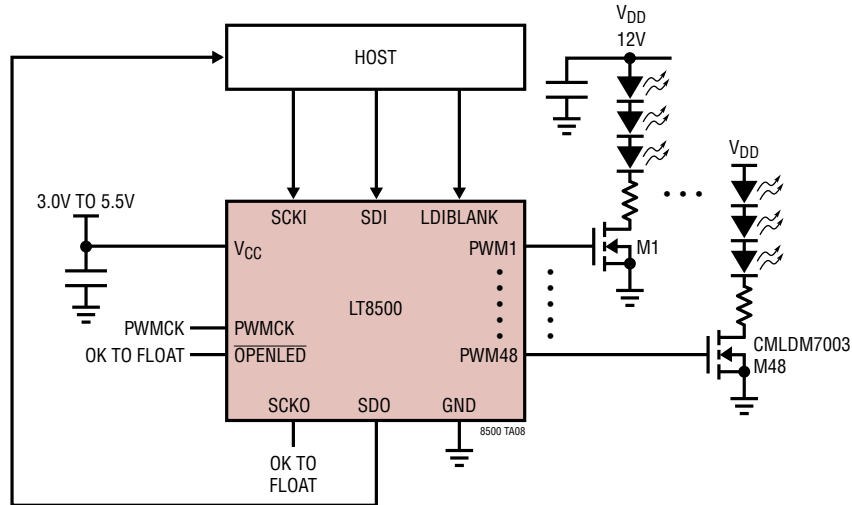 HOST
V_DD
12V
V_DD
3.0V TO 5.5V
SCKI
SDI
LDIBLANK
V_CC
PWM1
M1
LT8500
PWMCK
PWMCK
OK TO FLOAT
OPENLED
PWM48
CMLDM7003
M48
SCKO
SDO
GND
8500 TA08
OK TO
FLOAT